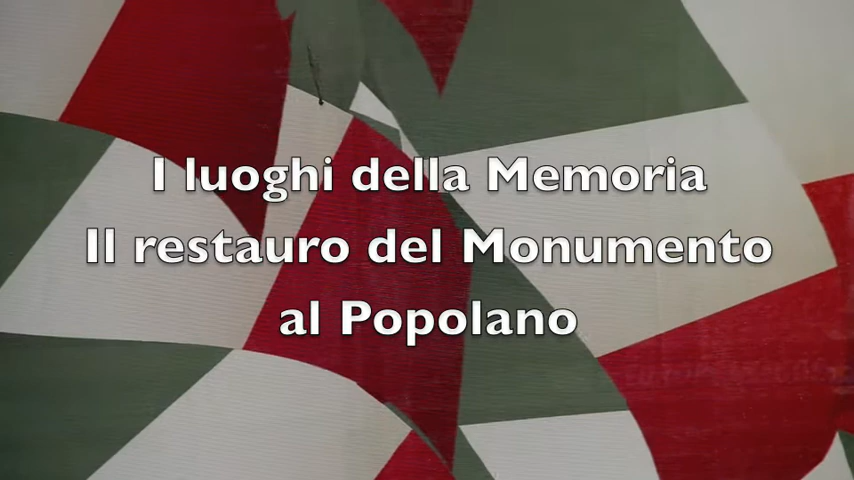 I luoghi della Memoria
Il restauro del Monumento
al Popolano